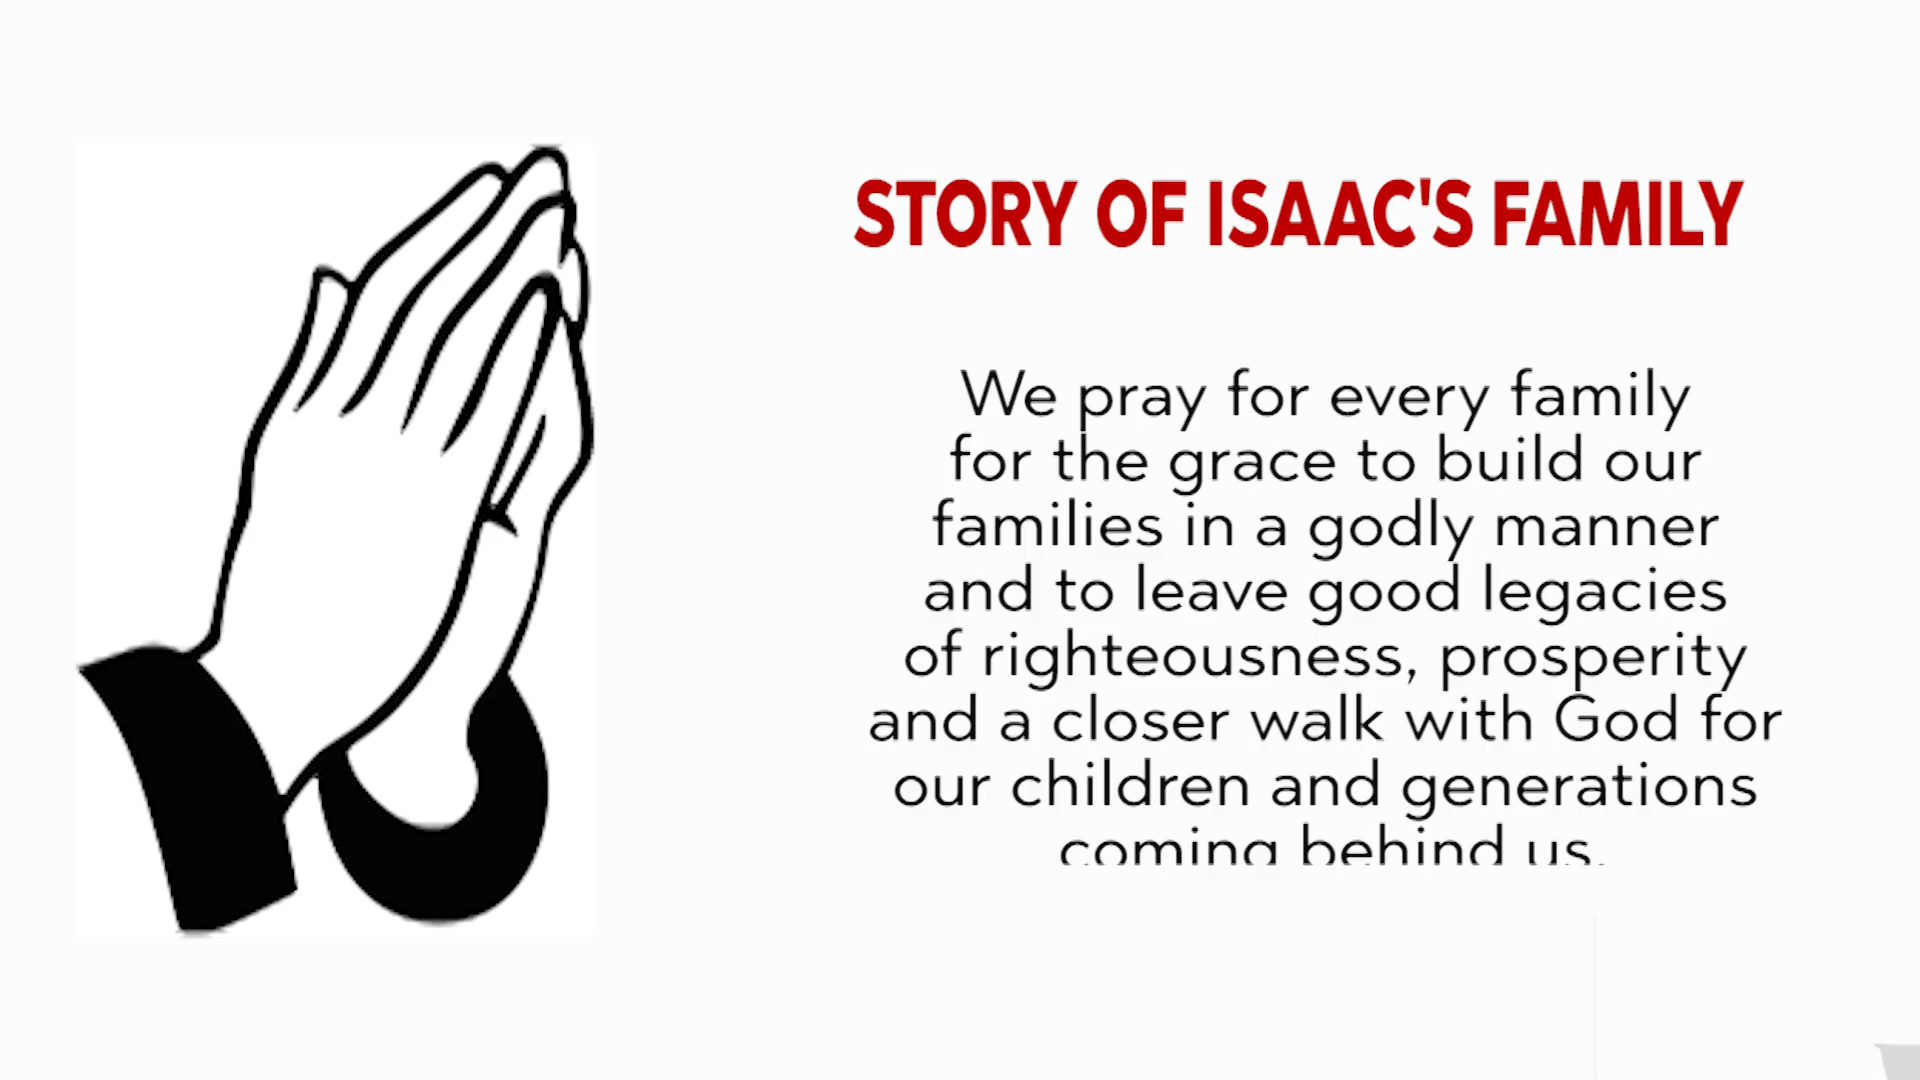 STORY OF ISAAC'S FAMILY
We pray for every family
for the grace to build our
families in a godly manner
and to leave good legacies
of righteousness, prosperity
and a closer walk with God for
our children and generations
coming behind us.